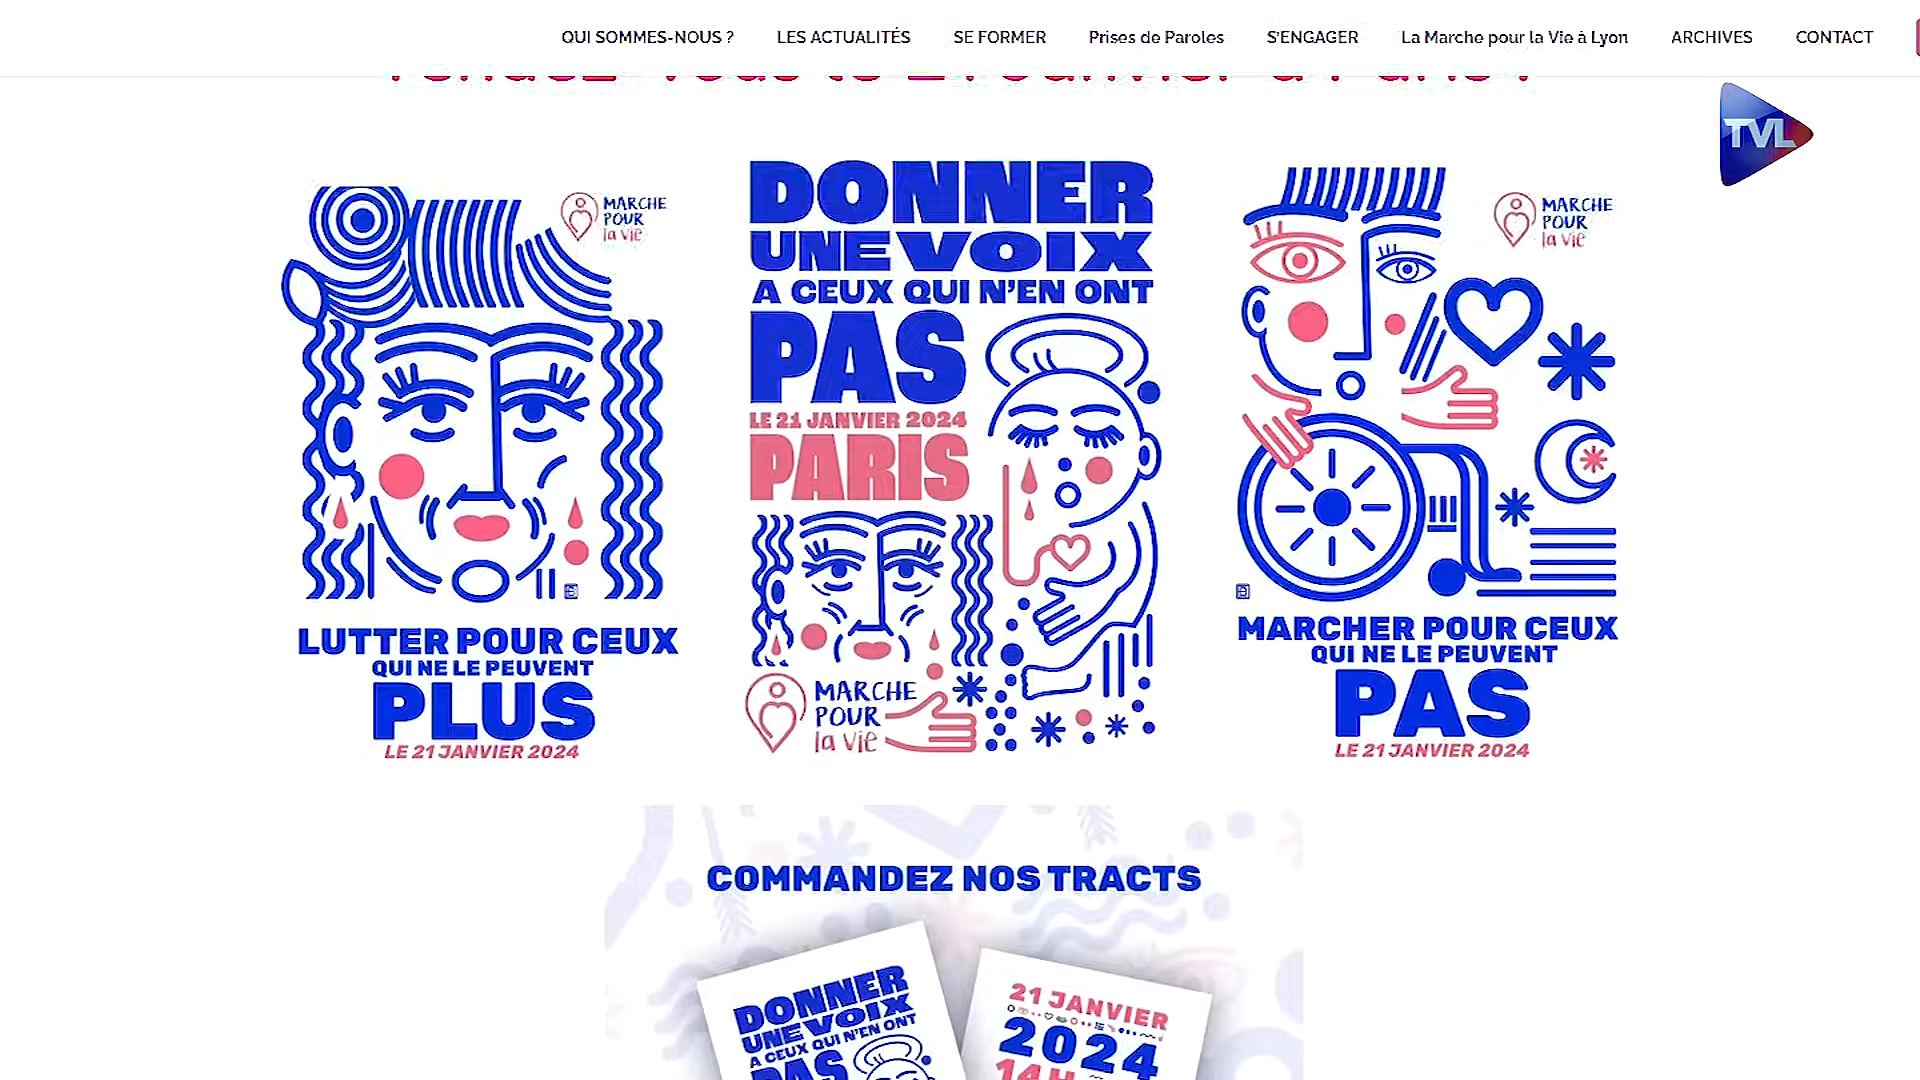 QUI SOMMES-NOUS ?
LES ACTUALITÉS
SE FORMER
Prises de Paroles
S'ENGAGER
La Marche pour la Vie à Lyon
ARCHIVES
CONTACT
TVL
MARCHE
POUR
la vie
LUTTER POUR CEUX
QUI NE LE PEUVENT
PLUS
LE 21 JANVIER 2024
DONNER
UNE VOIX
A CEUX QUI N'EN ONT
PAS
LE 21 JANVIER 2024
PARIS
MARCHE
POUR
la vie
MARCHE
POUR
la vie
MARCHER POUR CEUX
QUI NE LE PEUVENT
PAS
LE 21 JANVIER 2024
COMMANDEZ NOS TRACTS
DONNER
UNE VOIX
A CEUX QUI N'EN ONT
PAS
21 JANVIER
2024
14H